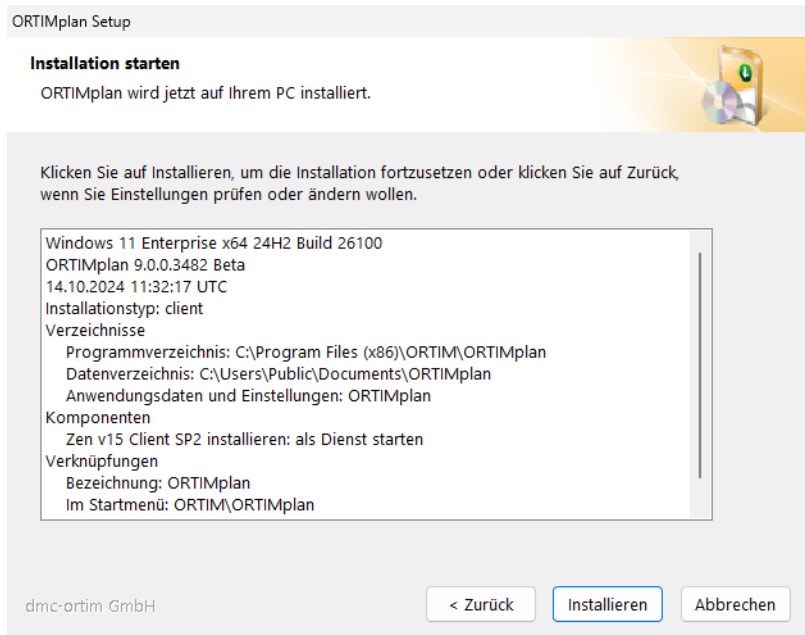 ORTIMplan Setup
Installation starten
ORTIMplan wird jetzt auf Ihrem PC installiert.
Klicken Sie auf Installieren, um die Installation fortzusetzen oder klicken Sie auf Zurück,
wenn Sie Einstellungen prüfen oder ändern wollen.
Windows 11 Enterprise x64 24H2 Build 26100
ORTIMplan 9.0.0.3482 Beta
14.10.2024 11:32:17 UTC
Installationstyp: client
Verzeichnisse
Programmverzeichnis: C:\Program Files (x86)\ORTIM\ORTIMplan
Datenverzeichnis: C:\Users\Public\Documents\ORTIMplan
Anwendungsdaten und Einstellungen: ORTIMplan
Komponenten
Zen v15 Client SP2 installieren: als Dienst starten
Verknüpfungen
Bezeichnung: ORTIMplan
Im Startmenü: ORTIM\ORTIMplan
dmc-ortim GmbH
< Zurück
Installieren
Abbrechen